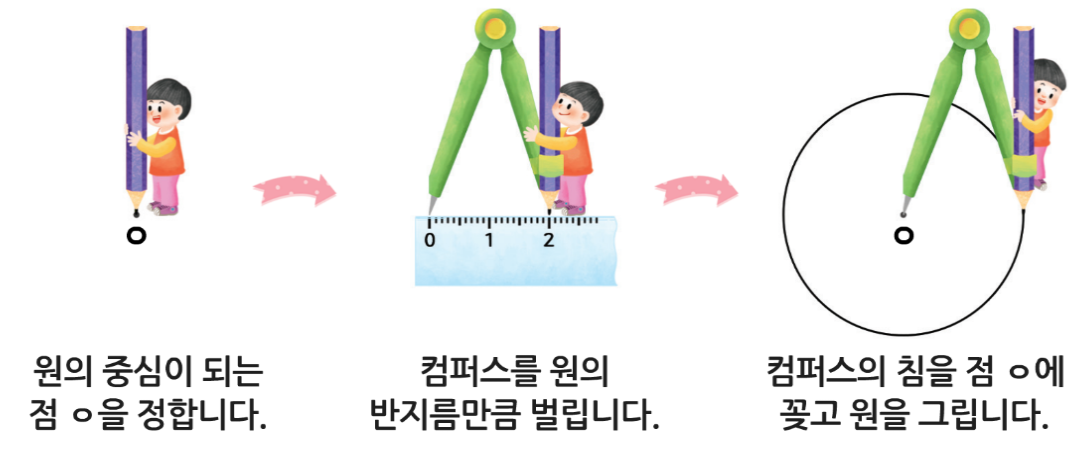 ㅇ
0 1 2
ㅇ
원의 중심이 되는
점 ㅇ을 정합니다.
컴퍼스를 원의
반지름만큼 벌립니다.
컴퍼스의 침을 점 ㅇ에
꽂고 원을 그립니다.